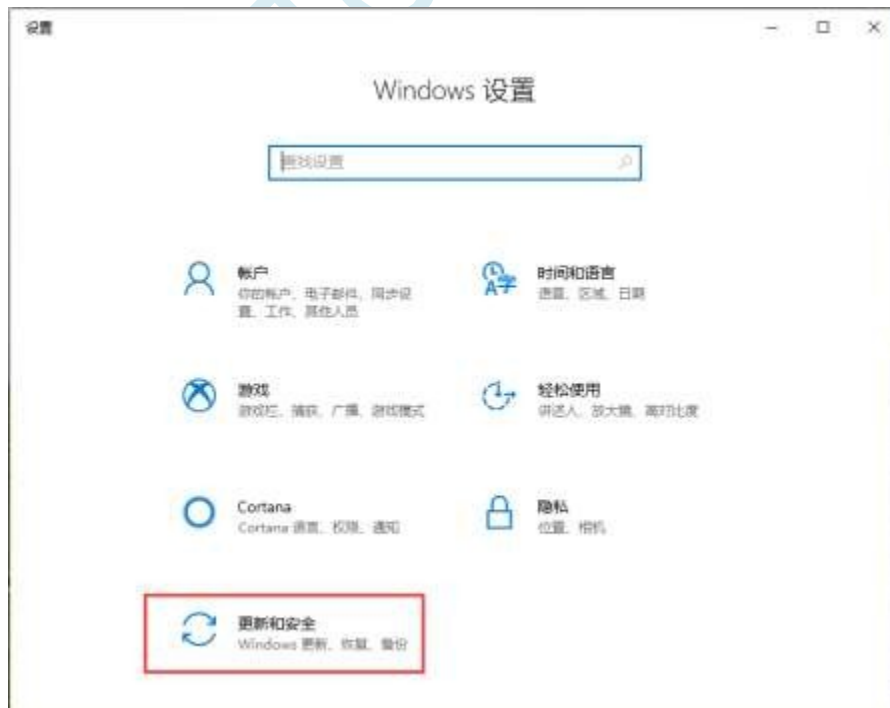 设置
Windows 设置
查找设置
帐户
你的帐户、电子邮件、同步设
置、工作、其他人员
时间和语言
语音、区域、日期
游戏
游戏栏、捕获、广播、游戏模式
轻松使用
讲述人、放大镜、高对比度
Cortana
Cortana 语言、权限、通知
隐私
位置、相机
更新和安全
Windows 更新、恢复、备份